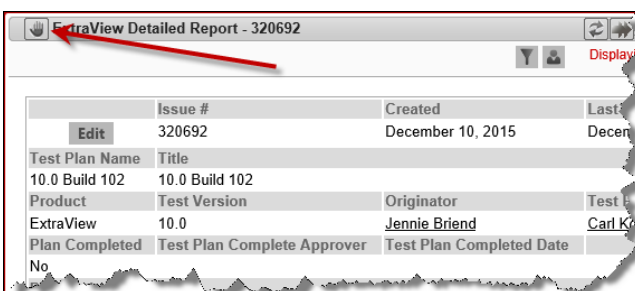 ExtraView Detailed Report - 320692
Issue # Created
Edit 320692 December 10, 2015
Test Plan Name Title
10.0 Build 102 10.0 Build 102
Product Test Version Originator Test
ExtraView 10.0 Jennie Briend Carl
Plan Completed Test Plan Complete Approver Test Plan Completed Date
No